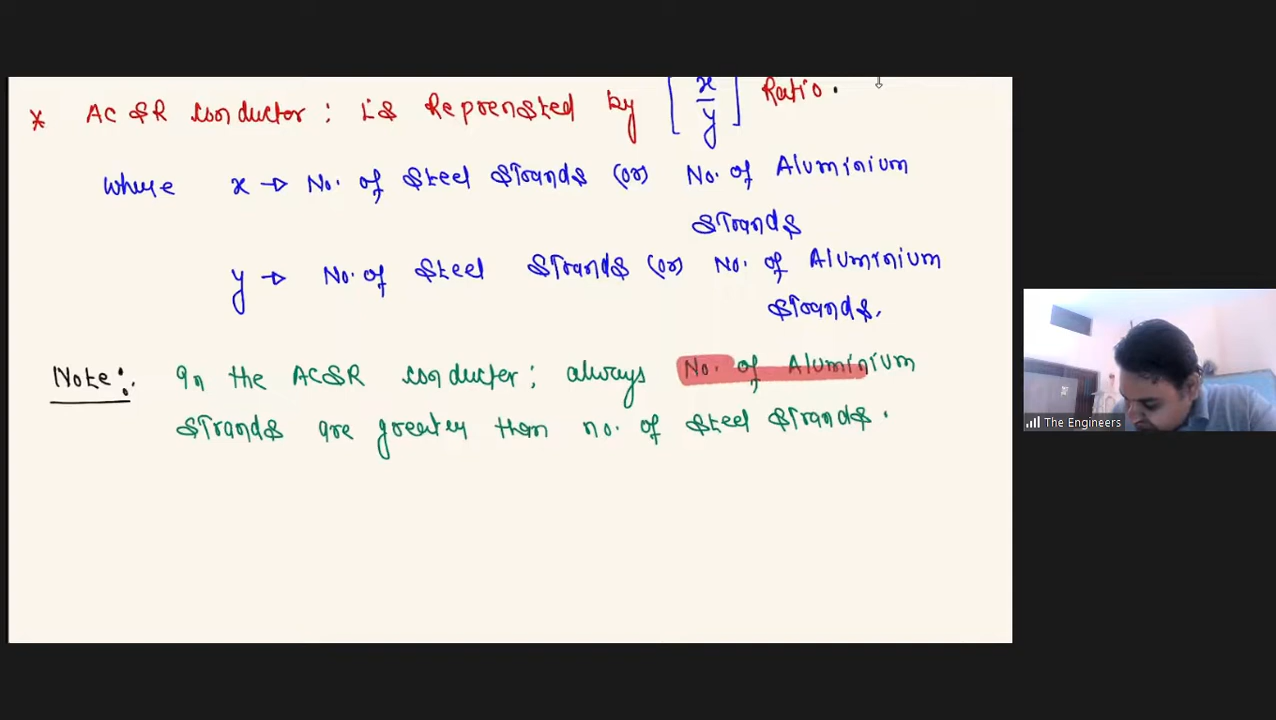 * ACSR conductor : is Reprensted by [x/y] Ratio.
where x → No. of Steel Strands (or) No. of Aluminium
Strands
y → No. of Steel Strands (or) No. of Aluminium
Strands.
Note:. In the ACSR conductor; always No. of Aluminium
Strands are greater then no. of Steel Strands.
The Engineers